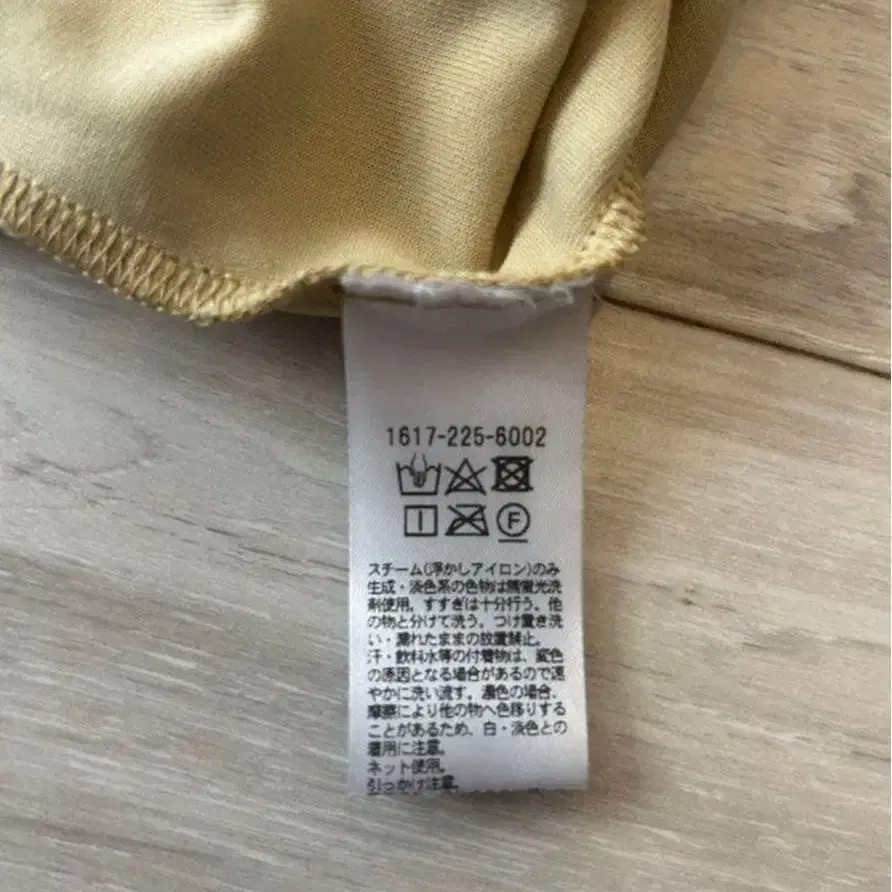 1617-225-6002
F
スチーム(浮かしアイロン)のみ
生成・淡色系の色物は無蛍光洗
剤使用。すすぎは十分行う。他
の物と分けて洗う。つけ置き洗
い・濡れたままの放置禁止。
汗・飲料水等の付着物は、変色
の原因となる場合があるので速
やかに洗い流す。濃色の場合、
摩擦により他の物へ色移りする
ことがあるため、白・淡色との
着用に注意。
ネット使用。
引っかけ注意。